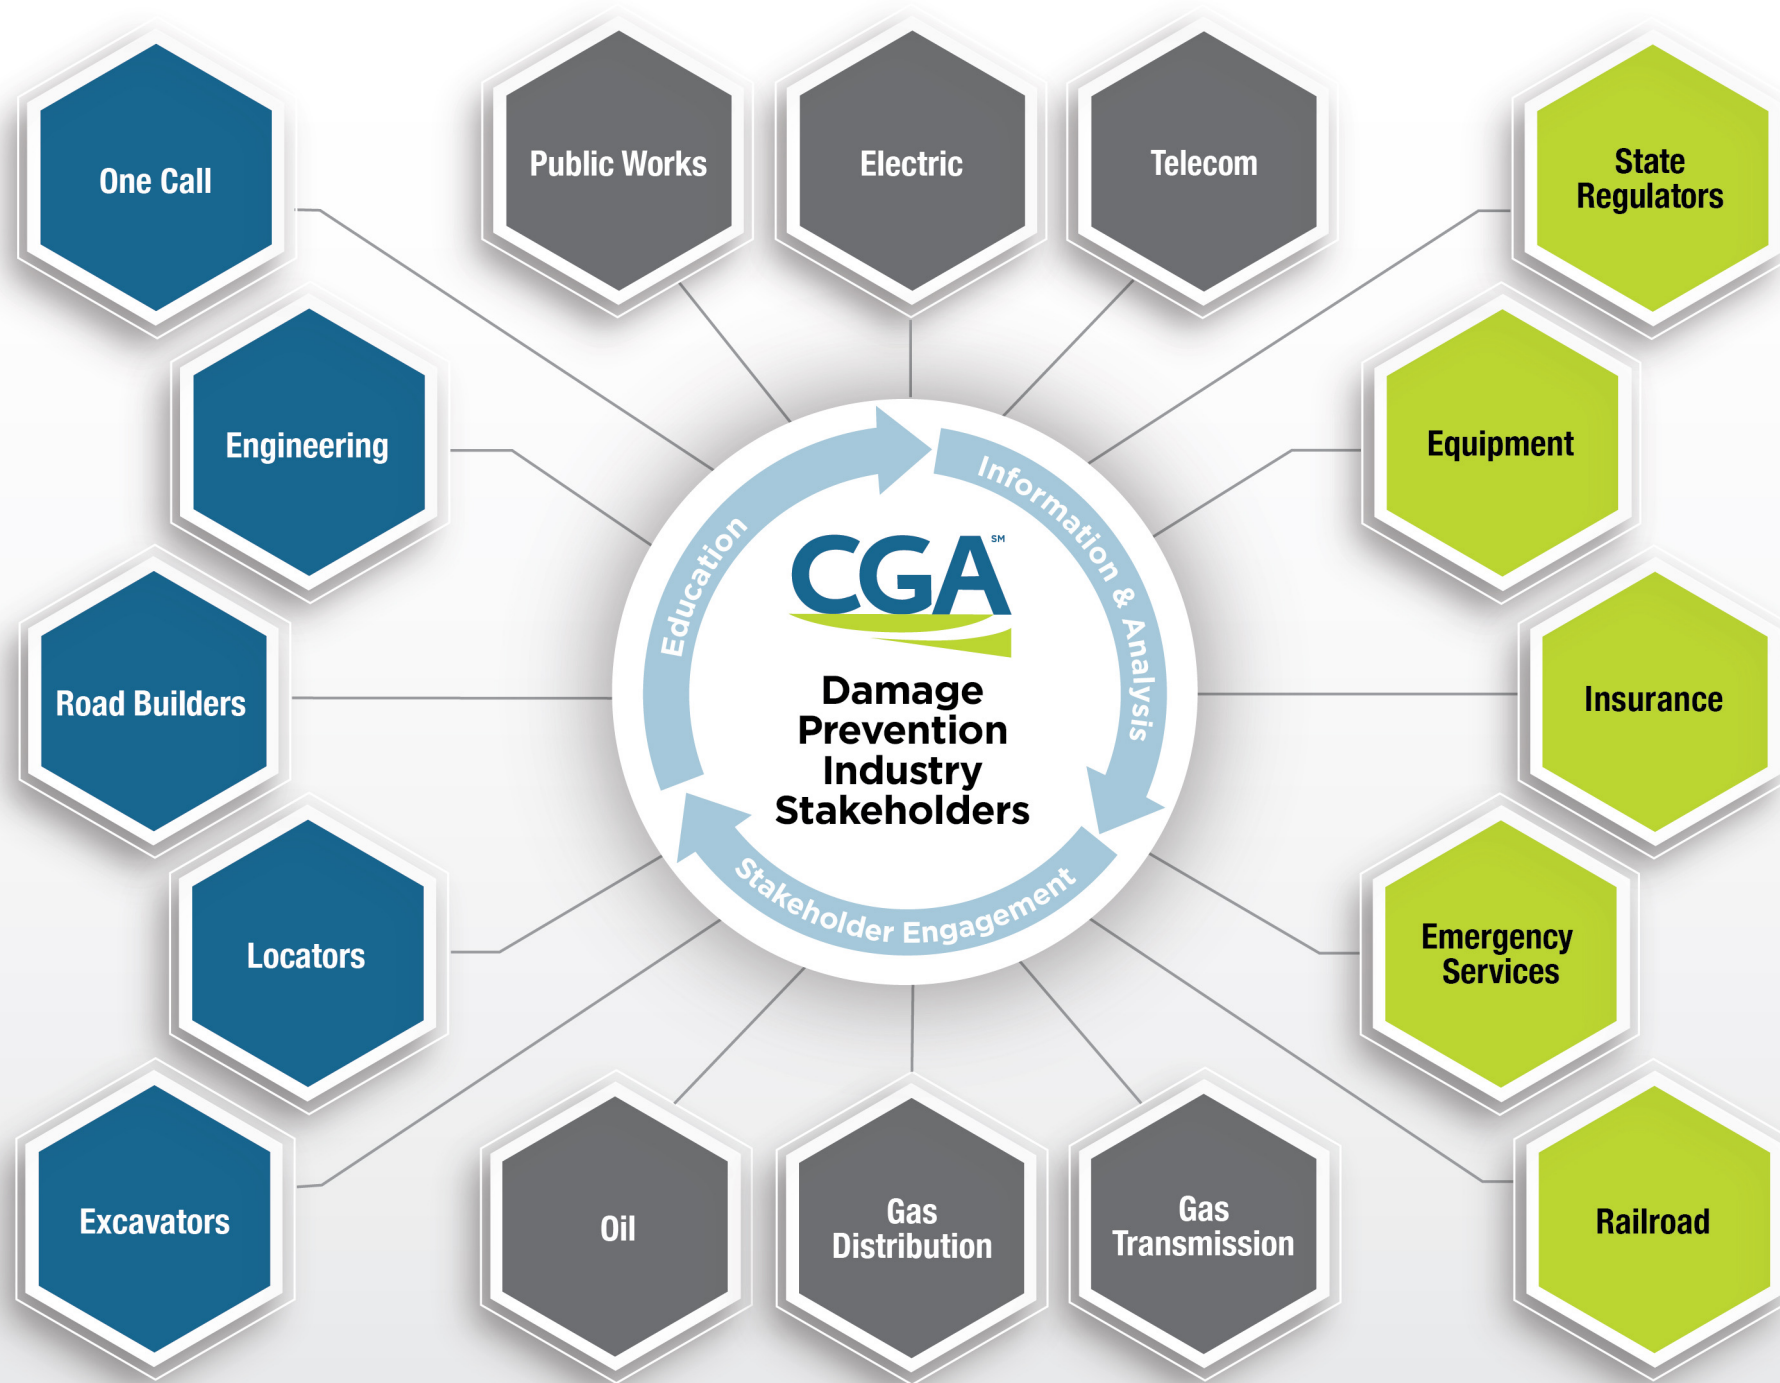 One Call
Public Works
Electric
Telecom
State
Regulators
Engineering
Equipment
Education
Information & Analysis
Stakeholder Engagement
CGA SM
Damage
Prevention
Industry
Stakeholders
Road Builders
Insurance
Locators
Emergency
Services
Excavators
Oil
Gas
Distribution
Gas
Transmission
Railroad